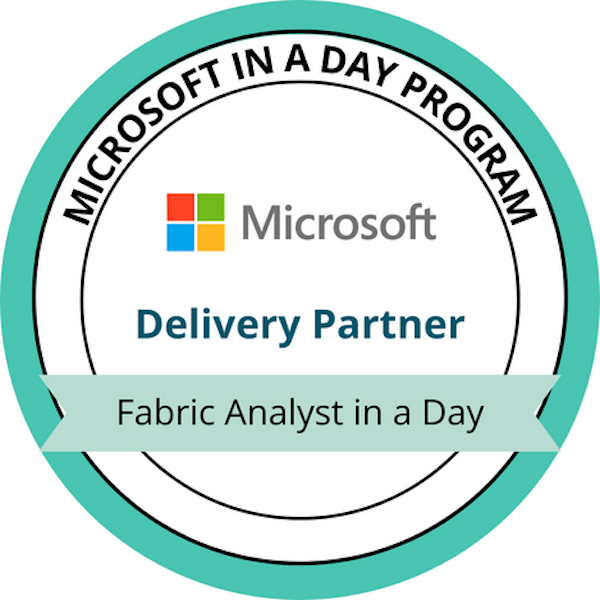 MICROSOFT IN A DAY PROGRAM
Microsoft
Delivery Partner
Fabric Analyst in a Day